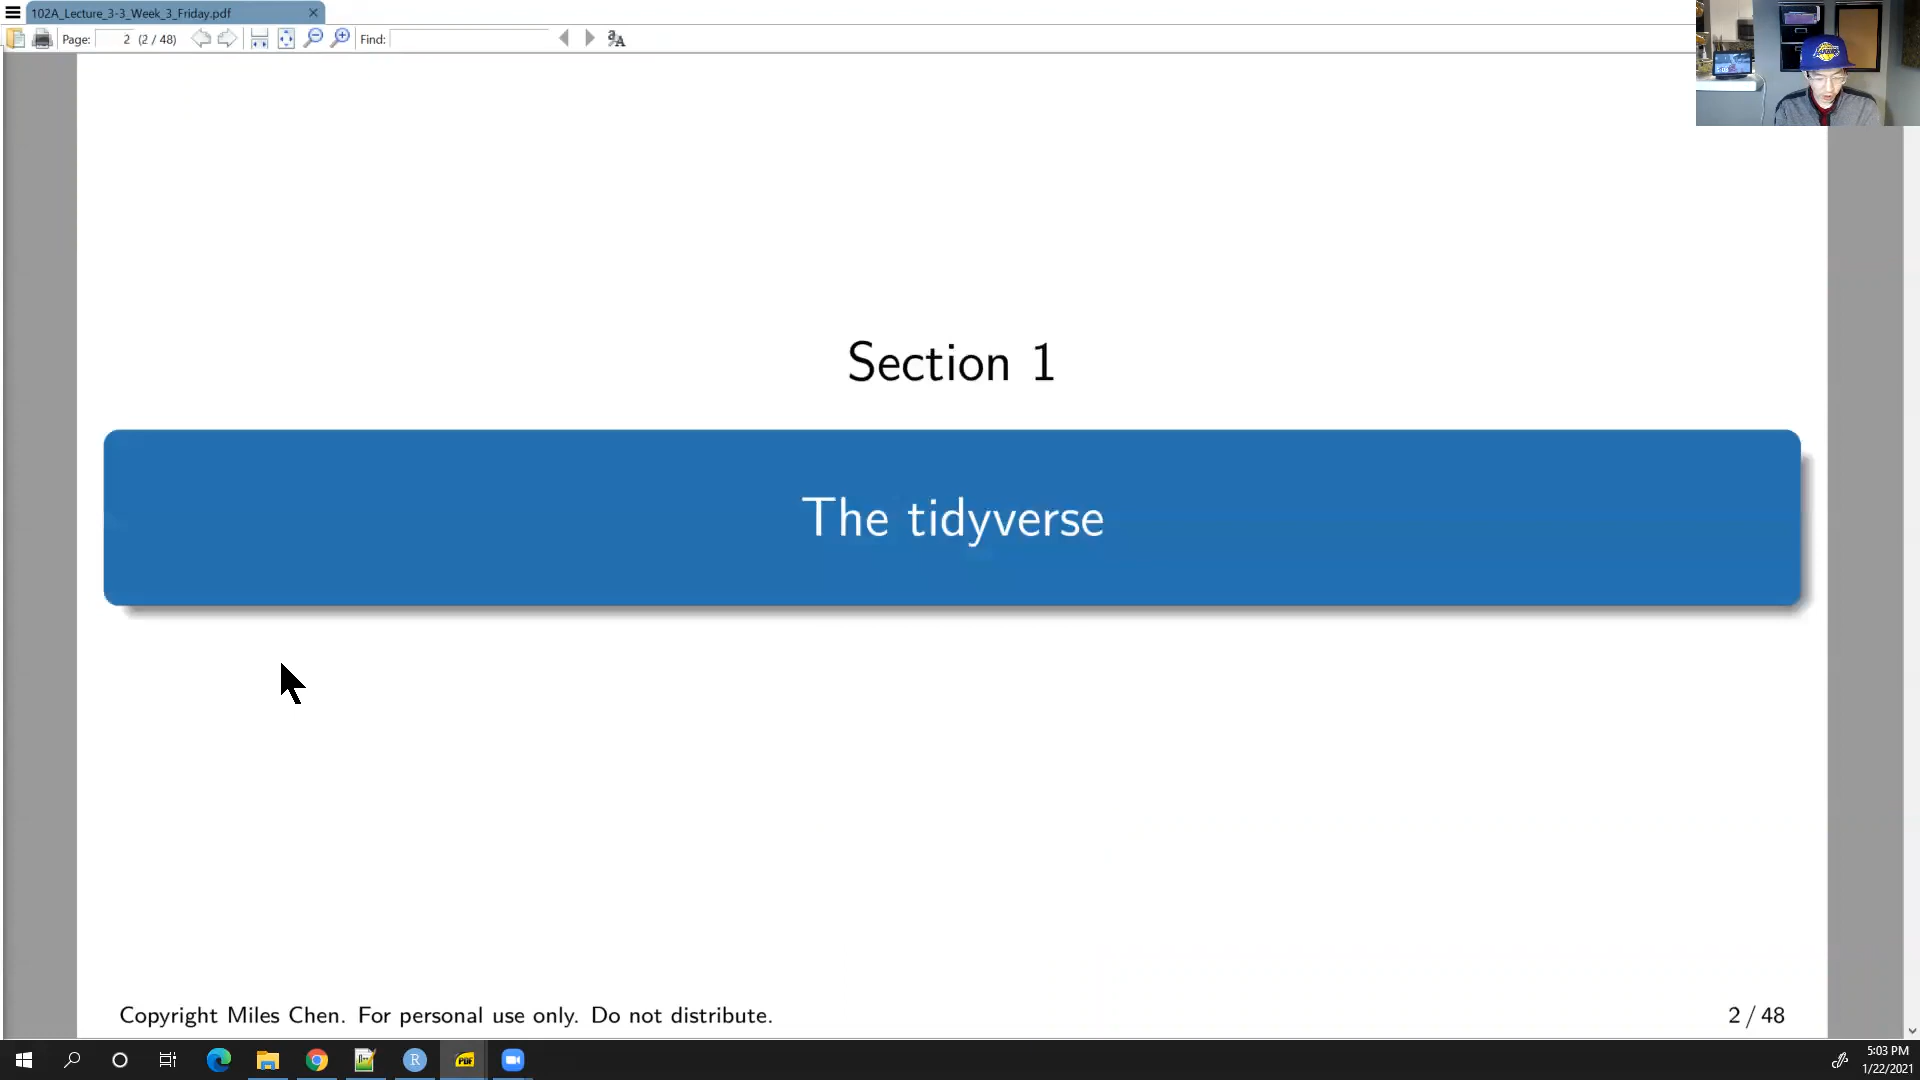 102A_Lecture_3-3_Week_3_Friday.pdf
Page: 2 (2 / 48) Find:
Section 1
The tidyverse
Copyright Miles Chen. For personal use only. Do not distribute.
2 / 48
5:03 PM
1/22/2021